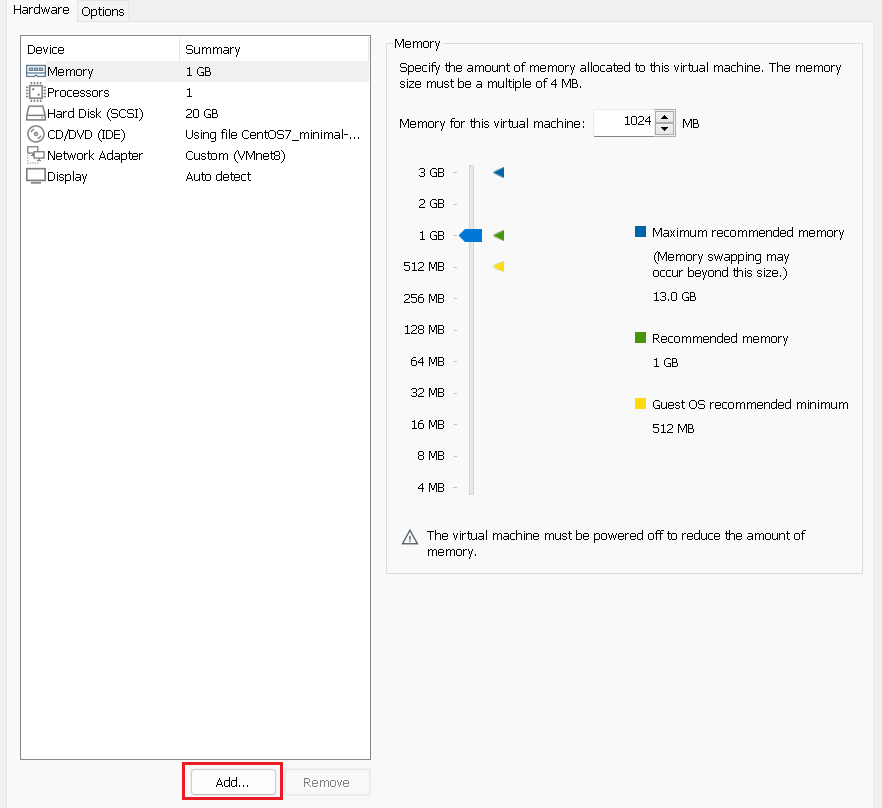 Hardware Options
Device Summary
Memory 1 GB
Processors 1
Hard Disk (SCSI) 20 GB
CD/DVD (IDE) Using file CentOS7_minimal-...
Network Adapter Custom (VMnet8)
Display Auto detect
Add...
Remove
Memory
Specify the amount of memory allocated to this virtual machine. The memory
size must be a multiple of 4 MB.
Memory for this virtual machine: 1024 MB
3 GB
2 GB
1 GB
512 MB
256 MB
128 MB
64 MB
32 MB
16 MB
8 MB
4 MB
Maximum recommended memory
(Memory swapping may
occur beyond this size.)
13.0 GB
Recommended memory
1 GB
Guest OS recommended minimum
512 MB
The virtual machine must be powered off to reduce the amount of
memory.